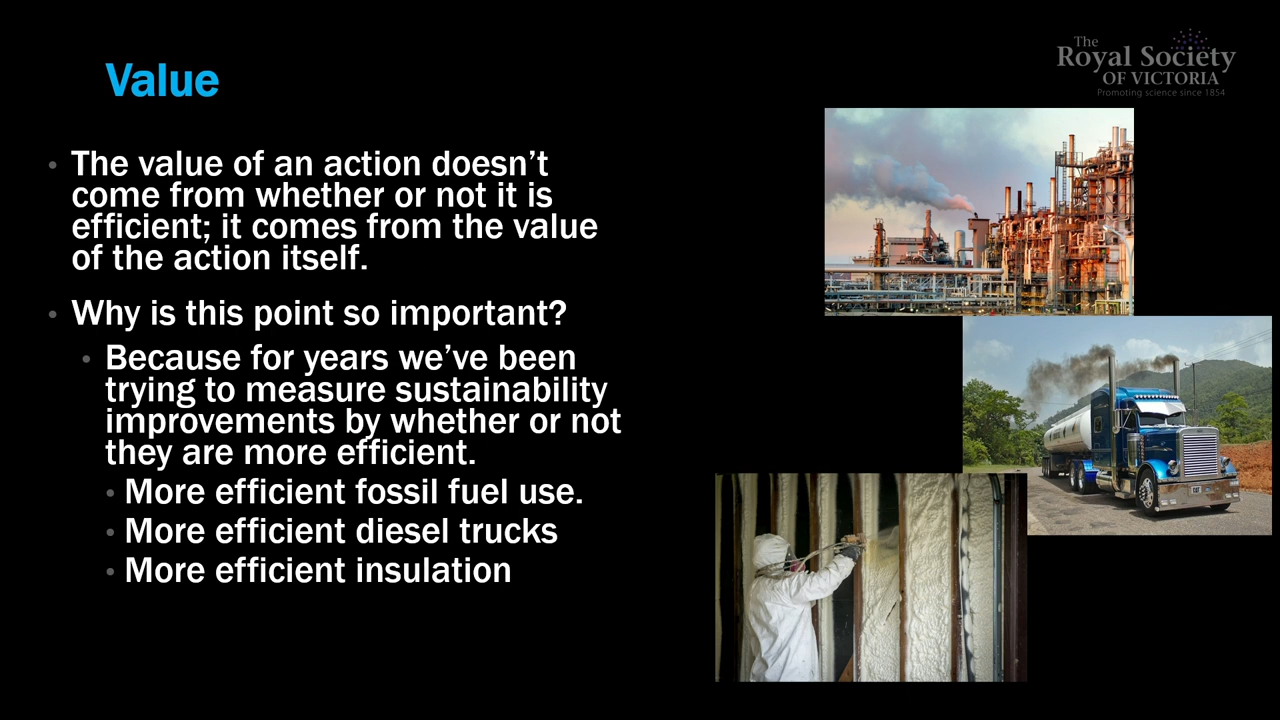 The
Royal Society
OF VICTORIA
Promoting science since 1854
Value
• The value of an action doesn’t
come from whether or not it is
efficient; it comes from the value
of the action itself.
• Why is this point so important?
• Because for years we’ve been
trying to measure sustainability
improvements by whether or not
they are more efficient.
• More efficient fossil fuel use.
• More efficient diesel trucks
• More efficient insulation